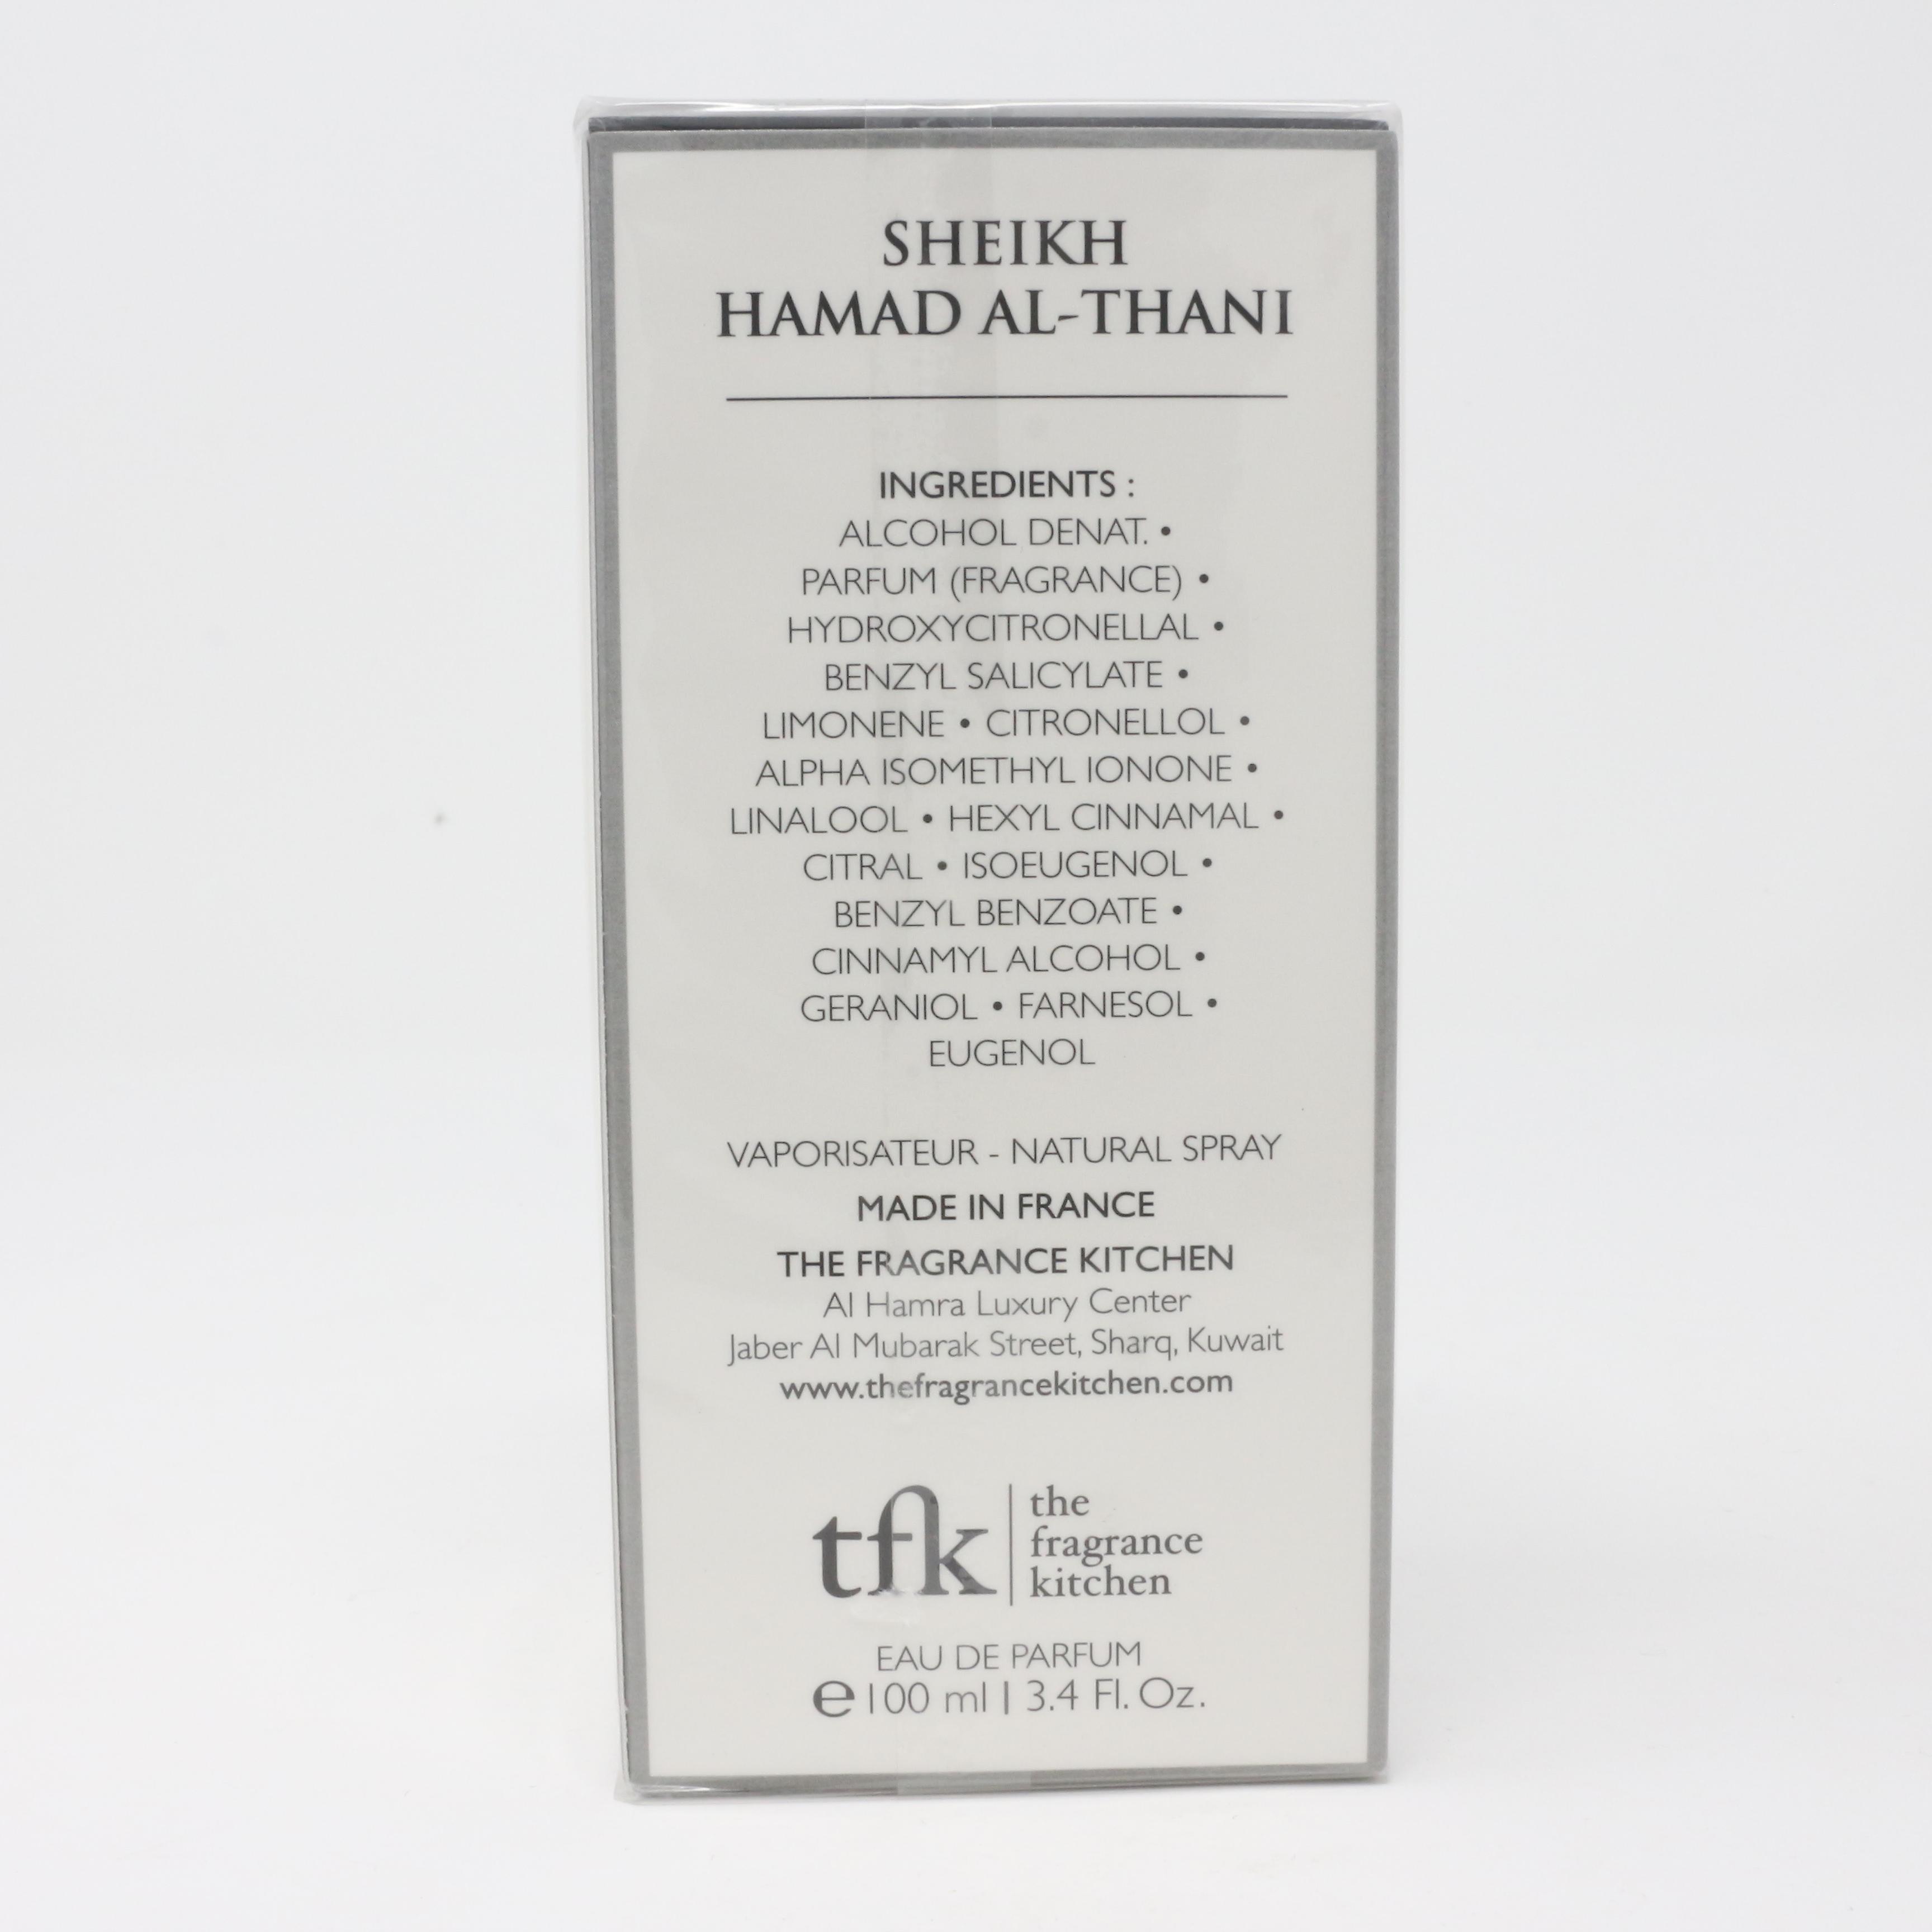 SHEIKH
HAMAD AL-THANI
INGREDIENTS :
ALCOHOL DENAT. •
PARFUM (FRAGRANCE) •
HYDROXYCITRONELLAL •
BENZYL SALICYLATE •
LIMONENE • CITRONELLOL •
ALPHA ISOMETHYL IONONE •
LINALOOL • HEXYL CINNAMAL •
CITRAL • ISOEUGENOL •
BENZYL BENZOATE •
CINNAMYL ALCOHOL •
GERANIOL • FARNESOL •
EUGENOL
VAPORISATEUR - NATURAL SPRAY
MADE IN FRANCE
THE FRAGRANCE KITCHEN
Al Hamra Luxury Center
Jaber Al Mubarak Street, Sharq, Kuwait
www.thefragrancekitchen.com
tfk
the
fragrance
kitchen
EAU DE PARFUM
℮ 100 ml | 3.4 Fl. Oz.